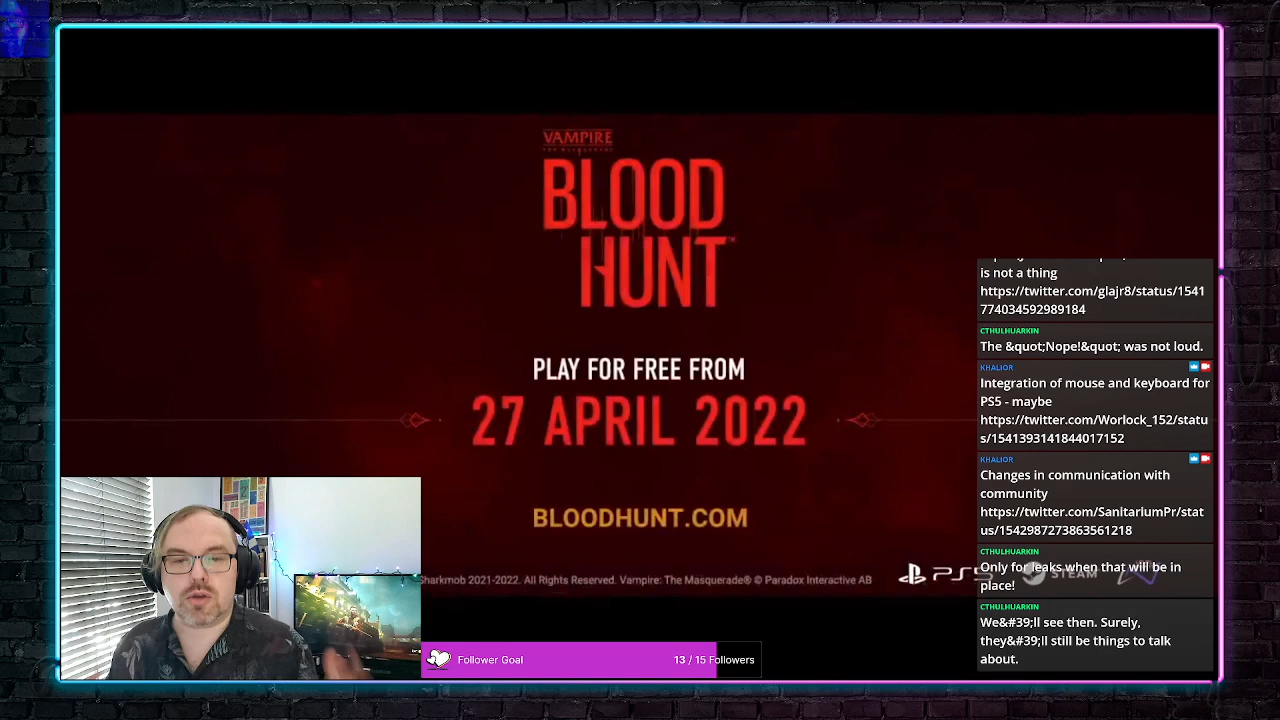 VAMPIRE
BLOOD
HUNT™
PLAY FOR FREE FROM
27 APRIL 2022
BLOODHUNT.COM
Sharkmob 2021-2022. All Rights Reserved. Vampire: The Masquerade® © Paradox Interactive AB
PS5
STEAM
is not a thing
https://twitter.com/glajr8/status/1541
774034592989184
CTHULHUARKIN
The &quot;Nope!&quot; was not loud.
KHALIOR
Integration of mouse and keyboard for
PS5 - maybe
https://twitter.com/Worlock_152/statu
s/1541393141844017152
KHALIOR
Changes in communication with
community
https://twitter.com/SanitarlumPr/stat
us/1542987273863561218
CTHULHUARKIN
Only for leaks when that will be in
place!
CTHULHUARKIN
We&#39;ll see then. Surely,
they&#39;ll still be things to talk
about.
Follower Goal
13 / 15 Followers